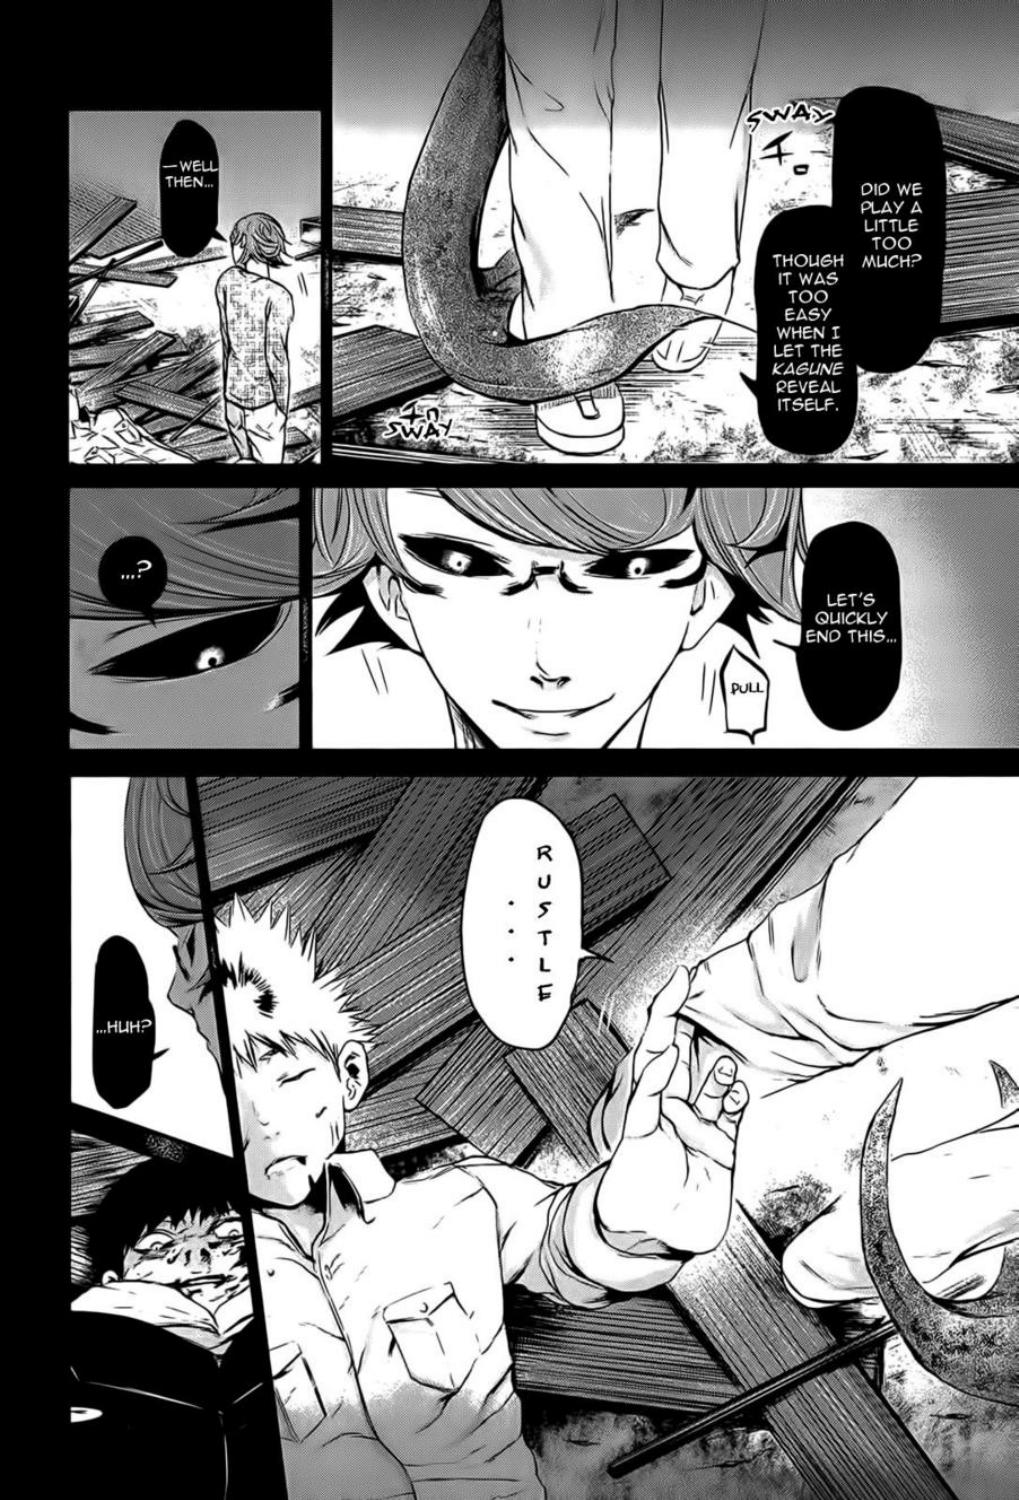 SWAY
DID WE
PLAY A
LITTLE
TOO
MUCH?
THOUGH
IT WAS
TOO
EASY
WHEN I
LET THE
KAGUNE
REVEAL
ITSELF.
SWAY
—WELL
THEN...
LET'S
QUICKLY
END THIS...
PULL
...?
RUSTLE
...
...HUH?